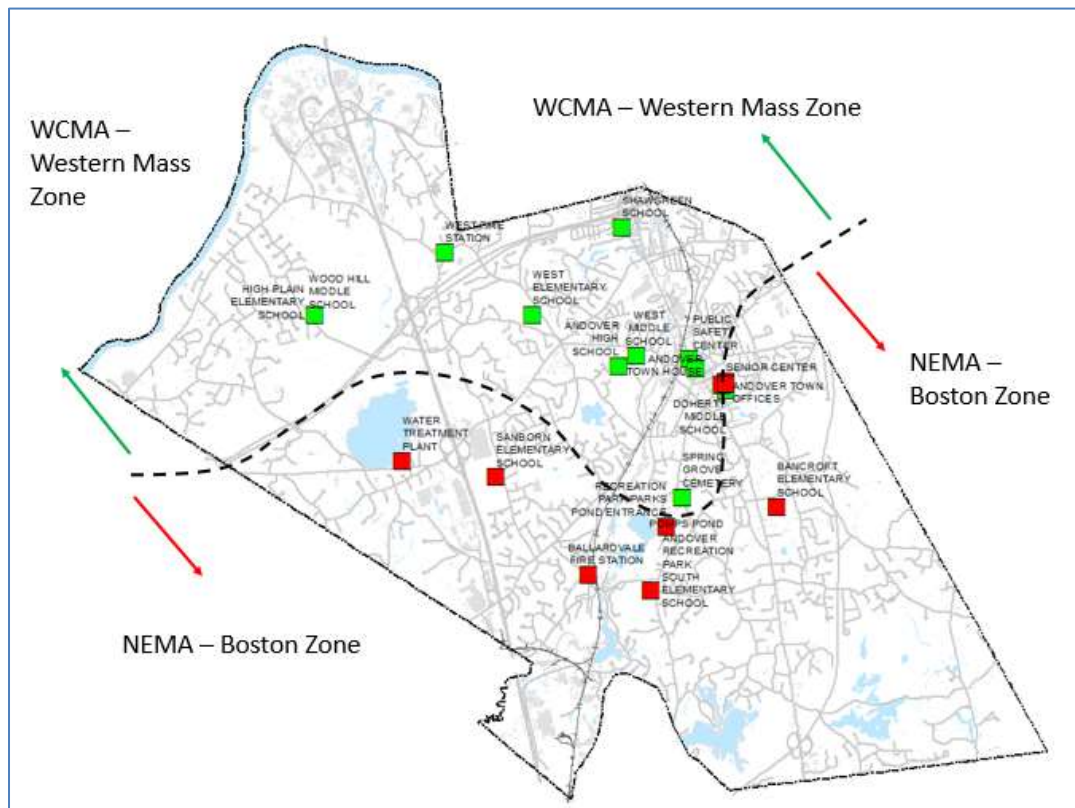 WCMA –
Western Mass
Zone
WCMA – Western Mass Zone
SHAWSHEEN
SCHOOL
WEST FIRE
STATION
HIGH PLAIN
ELEMENTARY
SCHOOL
WOOD HILL
MIDDLE
SCHOOL
WEST
ELEMENTARY
SCHOOL
ANDOVER
HIGH
SCHOOL
WEST
MIDDLE
SCHOOL
PUBLIC
SAFETY
CENTER
ANDOVER
TOWN HOUSE
SENIOR CENTER
ANDOVER TOWN
OFFICES
DOHERTY
MIDDLE
SCHOOL
NEMA –
Boston Zone
WATER
TREATMENT
PLANT
SANBORN
ELEMENTARY
SCHOOL
SPRING
GROVE
CEMETERY
BANCROFT
ELEMENTARY
SCHOOL
RECREATION
PARK PARKS
POND ENTRANCE
POMPS POND
ANDOVER
RECREATION
PARK
BALLARDVALE
FIRE STATION
SOUTH
ELEMENTARY
SCHOOL
NEMA – Boston Zone